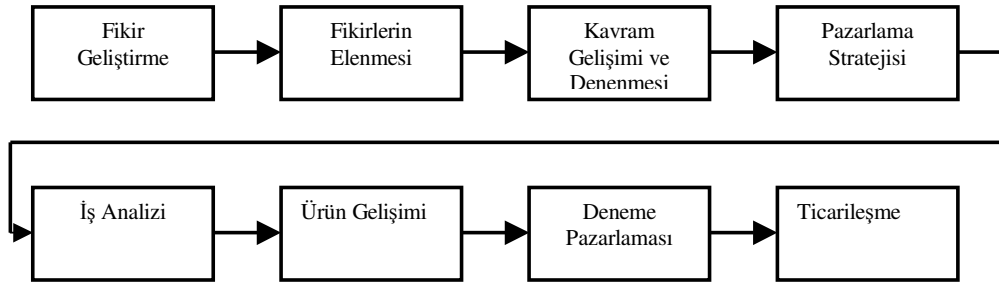 Fikir
Geliştirme
Fikirlerin
Elenmesi
Kavram
Gelişimi ve
Denenmesi
Pazarlama
Stratejisi
İş Analizi
Ürün Gelişimi
Deneme
Pazarlaması
Ticarileşme